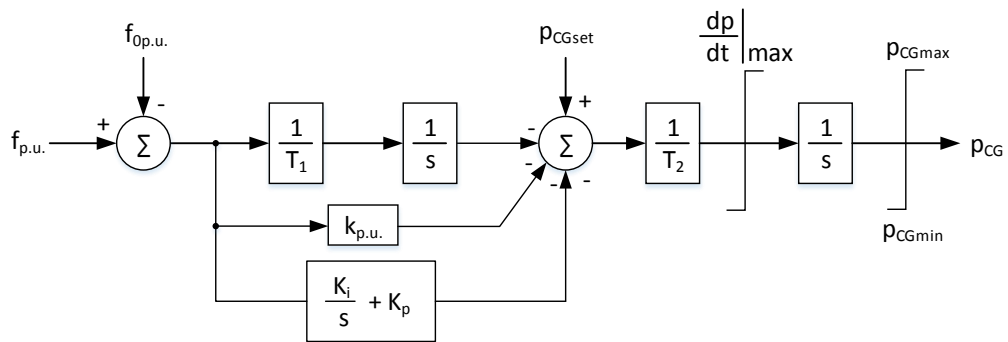 f0p.u.
pCGset
dp
dt
max
pCGmax
-
+
fp.u.
+
Σ
1
T1
1
s
-
-
-
-
Σ
1
T2
1
s
pCG
kp.u.
pCGmin
Ki
s
+ Kp